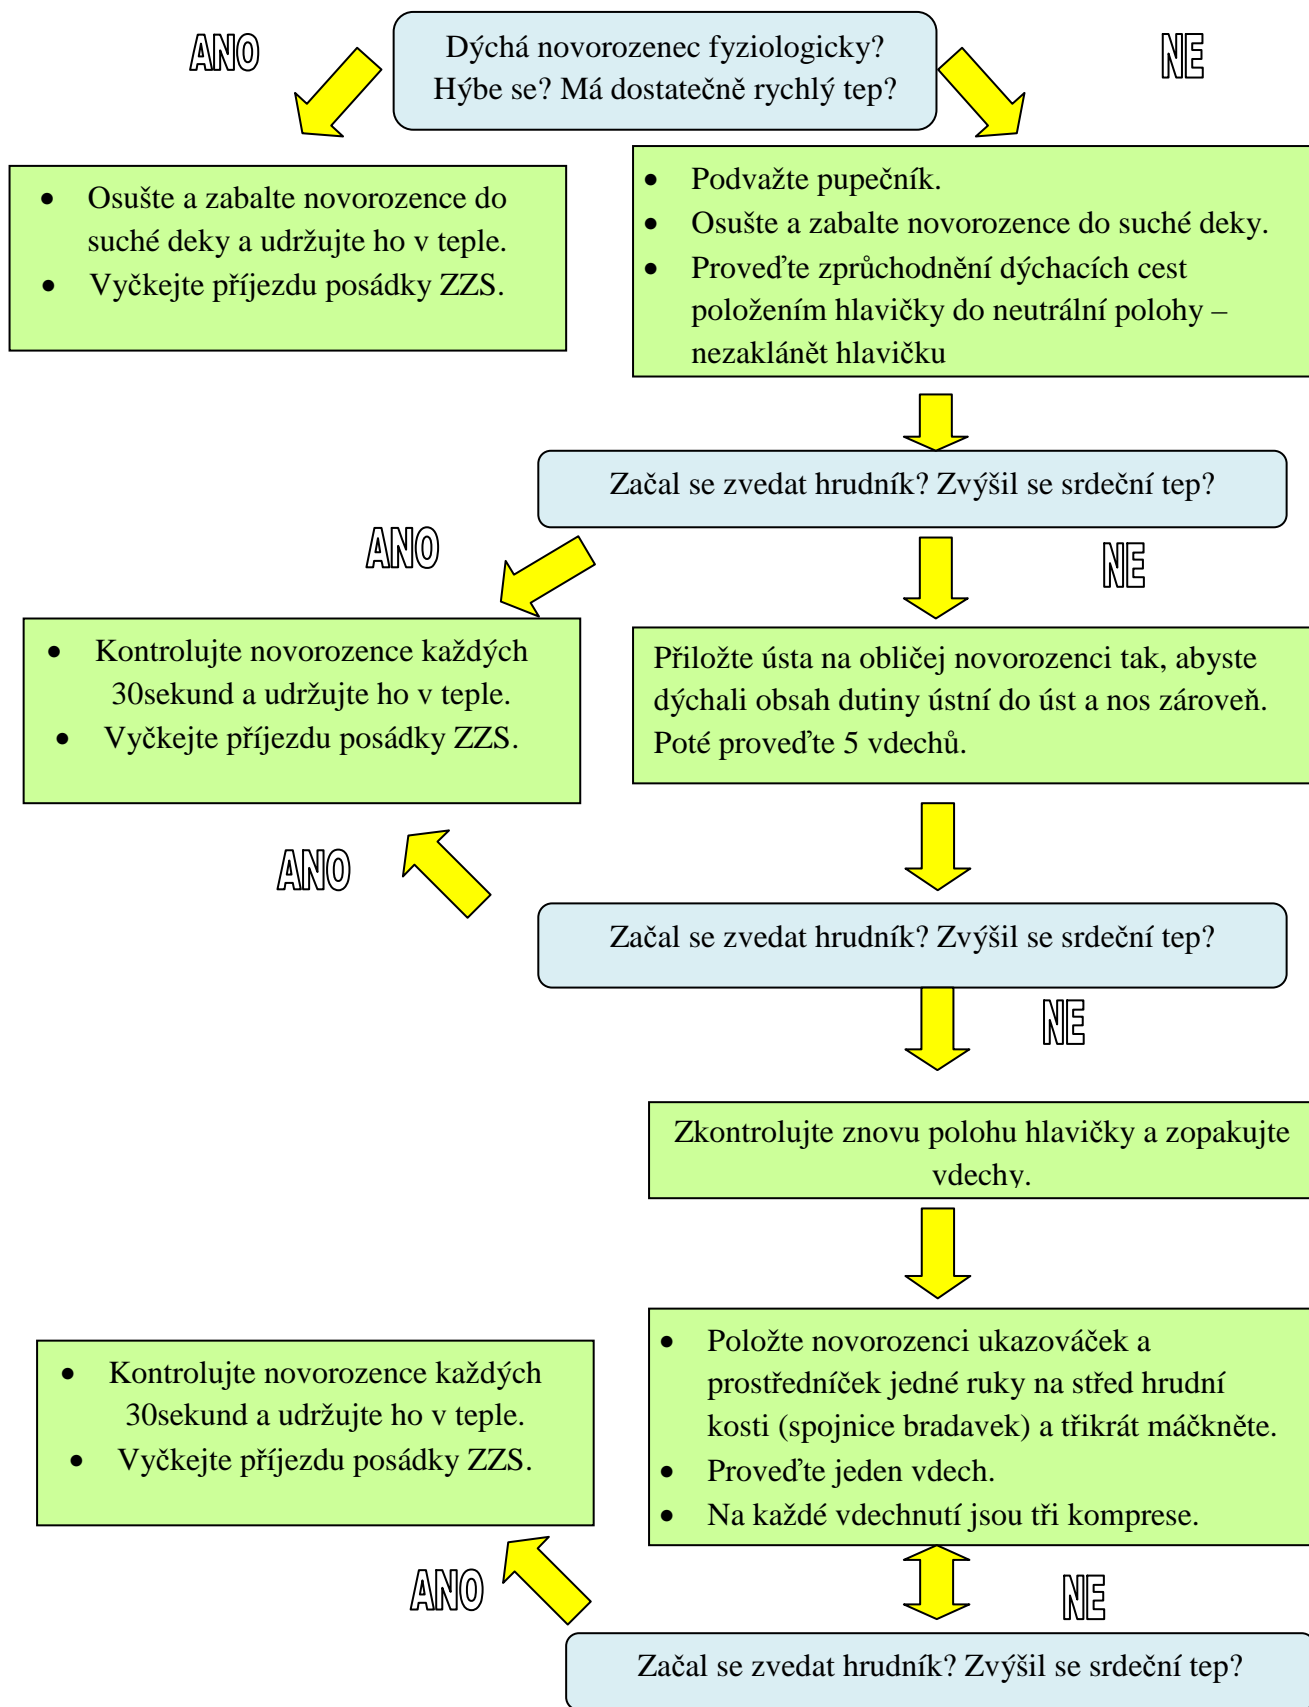 ANO
Dýchá novorozenec fyziologicky?
Hýbe se? Má dostatečně rychlý tep?
NE
• Osušte a zabalte novorozence do
suché deky a udržujte ho v teple.
• Vyčkejte příjezdu posádky ZZS.
• Podvažte pupečník.
• Osušte a zabalte novorozence do suché deky.
• Proveďte zprůchodnění dýchacích cest
položením hlavičky do neutrální polohy –
nezaklánět hlavičku
Začal se zvedat hrudník? Zvýšil se srdeční tep?
ANO
NE
• Kontrolujte novorozence každých
30sekund a udržujte ho v teple.
• Vyčkejte příjezdu posádky ZZS.
Přiložte ústa na obličej novorozenci tak, abyste
dýchali obsah dutiny ústní do úst a nos zároveň.
Poté proveďte 5 vdechů.
ANO
Začal se zvedat hrudník? Zvýšil se srdeční tep?
NE
Zkontrolujte znovu polohu hlavičky a zopakujte
vdechy.
• Kontrolujte novorozence každých
30sekund a udržujte ho v teple.
• Vyčkejte příjezdu posádky ZZS.
• Položte novorozenci ukazováček a
prostředníček jedné ruky na střed hrudní
kosti (spojnice bradavek) a třikrát máčkněte.
• Proveďte jeden vdech.
• Na každé vdechnutí jsou tři komprese.
ANO
NE
Začal se zvedat hrudník? Zvýšil se srdeční tep?